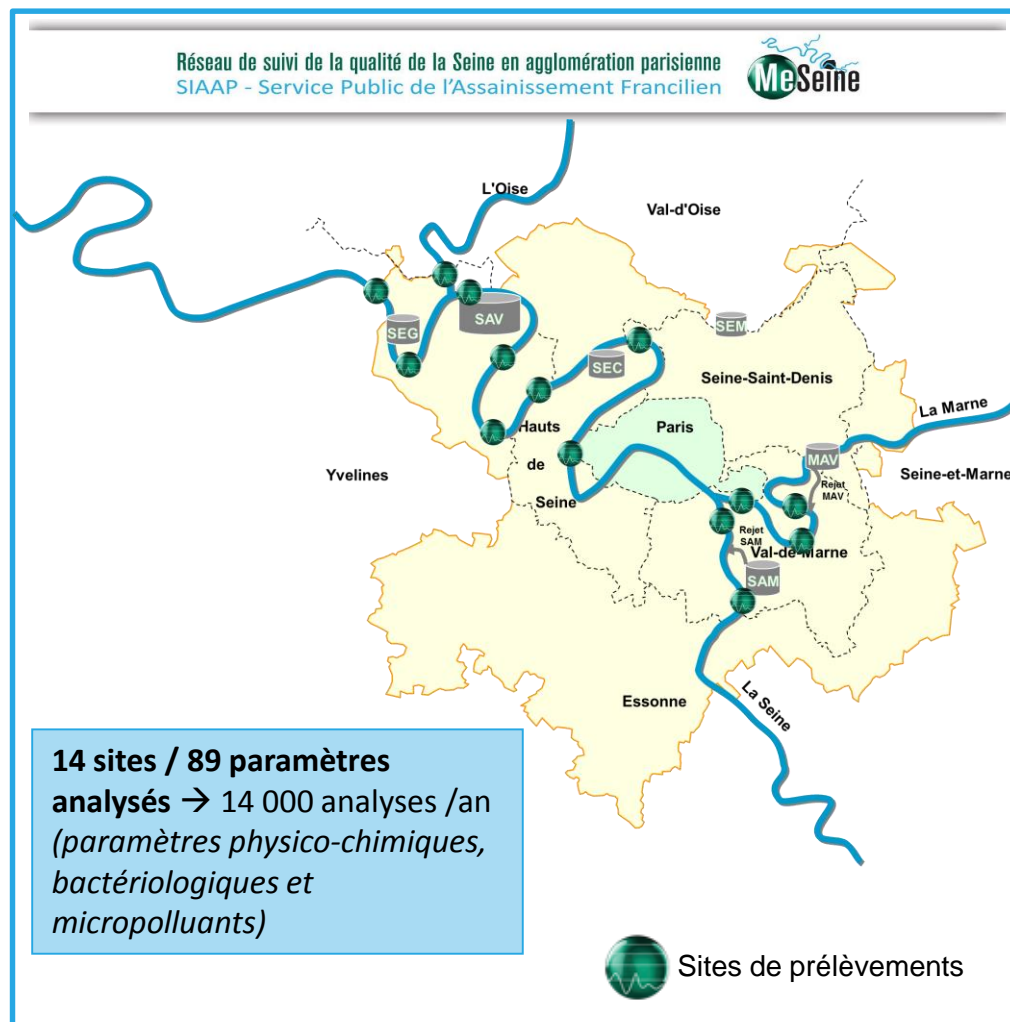 Réseau de suivi de la qualité de la Seine en agglomération parisienne
SIAAP - Service Public de l'Assainissement Francilien
MeSeine
L'Oise
Val-d'Oise
SEG
SAV
SEM
SEC
Seine-Saint-Denis
La Marne
Hauts
de
Seine
Paris
MAV
Rejet
MAV
Yvelines
Seine-et-Marne
Rejet
SAM
Val-de-Marne
SAM
Essonne
La Seine
14 sites / 89 paramètres
analysés → 14 000 analyses /an
(paramètres physico-chimiques,
bactériologiques et
micropolluants)
Sites de prélèvements